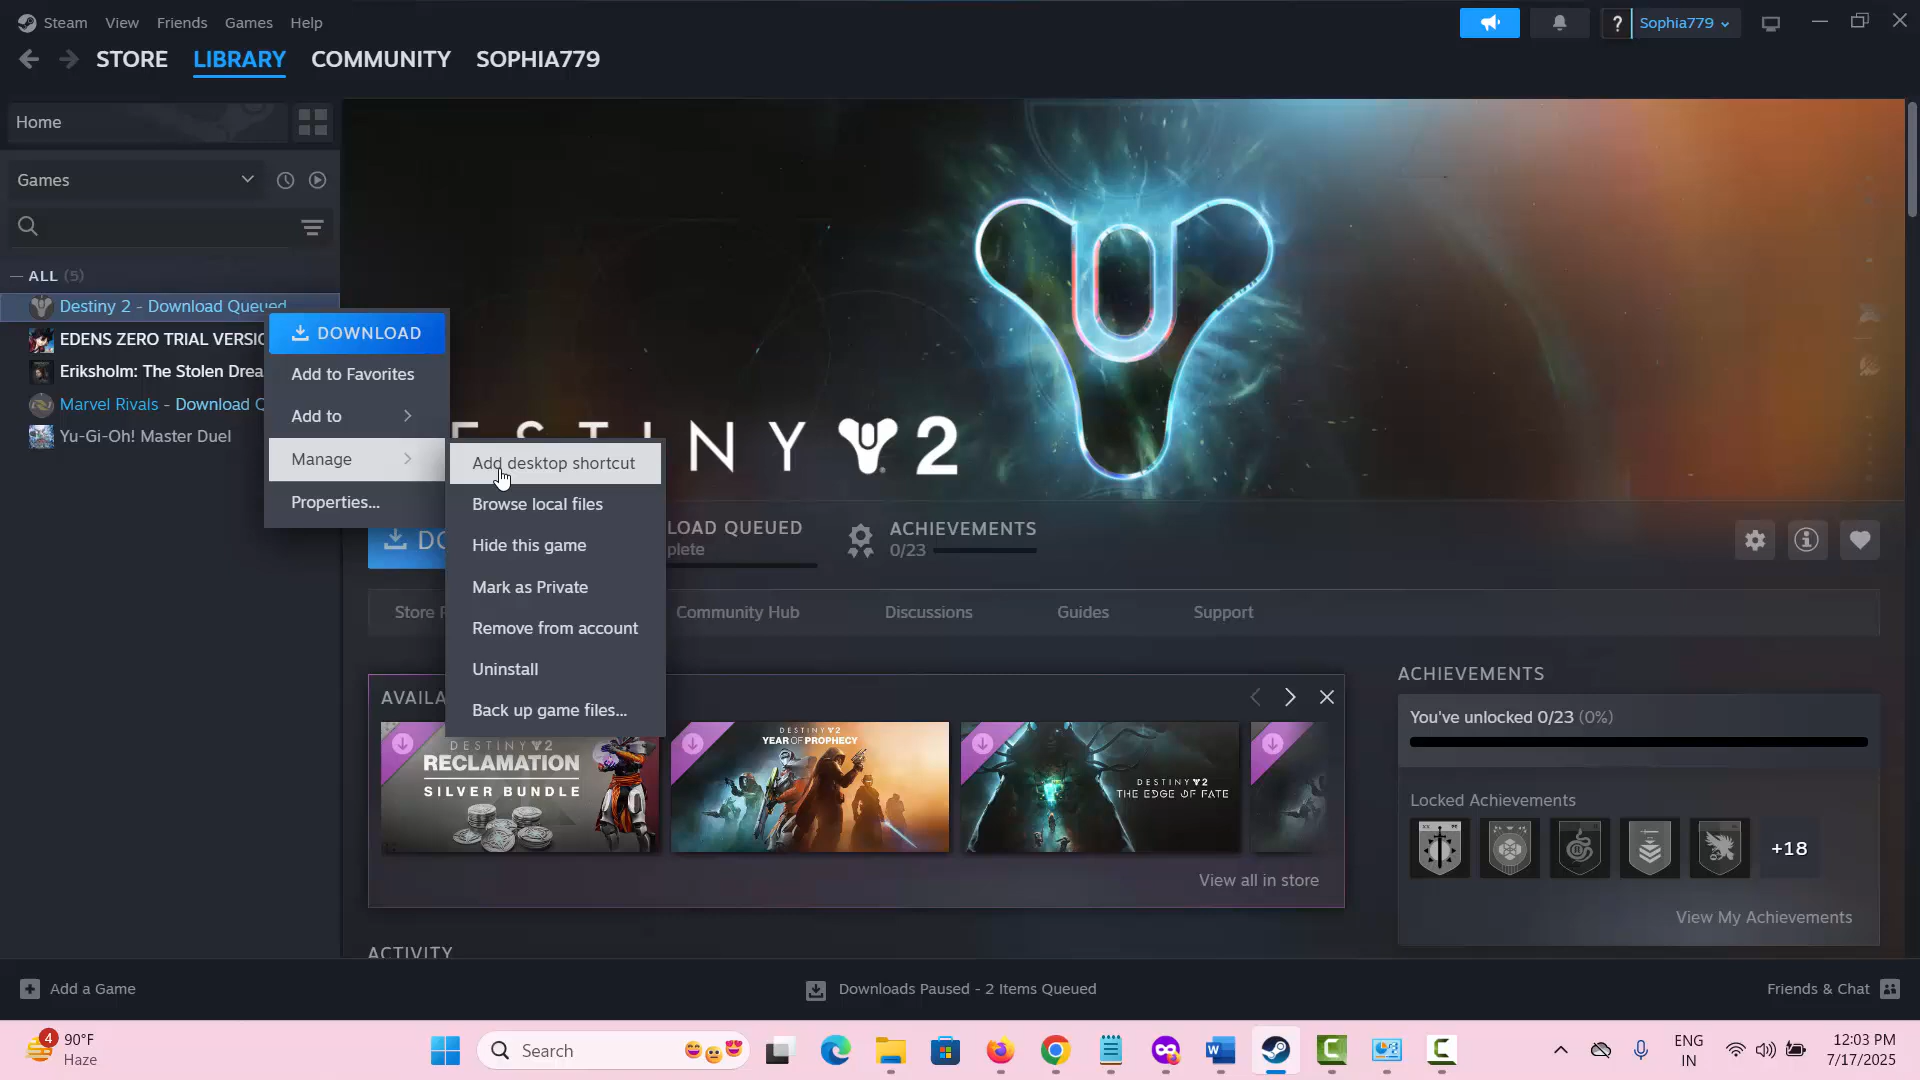 Steam View Friends Games Help
? Sophia779
STORE LIBRARY COMMUNITY SOPHIA779
Home
Games
ALL (5)
Destiny 2 - Download Queued
EDENS ZERO TRIAL VERSIO
Eriksholm: The Stolen Drea
Marvel Rivals - Download Q
Yu-Gi-Oh! Master Duel
DOWNLOAD
Add to Favorites
Add to
Manage
Properties...
Add desktop shortcut
Browse local files
Hide this game
Mark as Private
Remove from account
Uninstall
Back up game files...
ESTINY 2
LOAD QUEUED
plete
ACHIEVEMENTS
0/23
Store Community Hub Discussions Guides Support
AVAILA
DESTINY 2
RECLAMATION
SILVER BUNDLE
DESTINY 2
YEAR OF PROPHECY
DESTINY 2
THE EDGE OF FATE
View all in store
ACHIEVEMENTS
You've unlocked 0/23 (0%)
Locked Achievements
+18
View My Achievements
ACTIVITY
Add a Game
Downloads Paused - 2 Items Queued
Friends & Chat
4
90°F
Haze
Search
ENG
IN
12:03 PM
7/17/2025